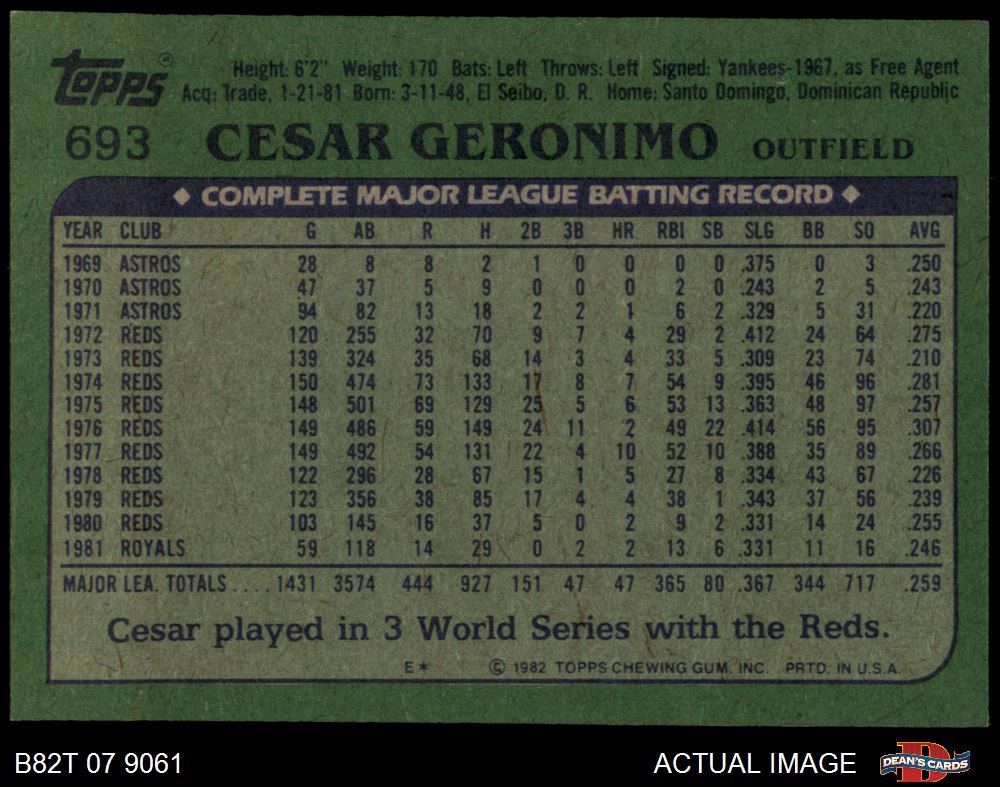 Topps®
Height: 6'2" Weight: 170 Bats: Left Throws: Left Signed: Yankees-1967, as Free Agent
Acq: Trade, 1-21-81 Born: 3-11-48, El Seibo, D. R. Home: Santo Domingo, Dominican Republic
693 CESAR GERONIMO OUTFIELD
◆ COMPLETE MAJOR LEAGUE BATTING RECORD ◆
YEAR CLUB G AB R H 2B 3B HR RBI SB SLG BB SO AVG
1969 ASTROS 28 8 8 2 1 0 0 0 0 .375 0 3 .250
1970 ASTROS 47 37 5 9 0 0 0 2 0 .243 2 5 .243
1971 ASTROS 94 82 13 18 2 2 1 6 2 .329 5 31 .220
1972 REDS 120 255 32 70 9 7 4 29 2 .412 24 64 .275
1973 REDS 139 324 35 68 14 3 4 33 5 .309 23 74 .210
1974 REDS 150 474 73 133 17 8 7 54 9 .395 46 96 .281
1975 REDS 148 501 69 129 25 5 6 53 13 .363 48 97 .257
1976 REDS 149 486 59 149 24 11 2 49 22 .414 56 95 .307
1977 REDS 149 492 54 131 22 4 10 52 10 .388 35 89 .266
1978 REDS 122 296 28 67 15 1 5 27 8 .334 43 67 .226
1979 REDS 123 356 38 85 17 4 4 38 1 .343 37 56 .239
1980 REDS 103 145 16 37 5 0 2 9 2 .331 14 24 .255
1981 ROYALS 59 118 14 29 0 2 2 13 6 .331 11 16 .246
MAJOR LEA. TOTALS.... 1431 3574 444 927 151 47 47 365 80 .367 344 717 .259
Cesar played in 3 World Series with the Reds.
E* © 1982 TOPPS CHEWING GUM. INC. PRTD. IN U.S.A.
B82T 07 9061 ACTUAL IMAGE DEAN'S CARDS